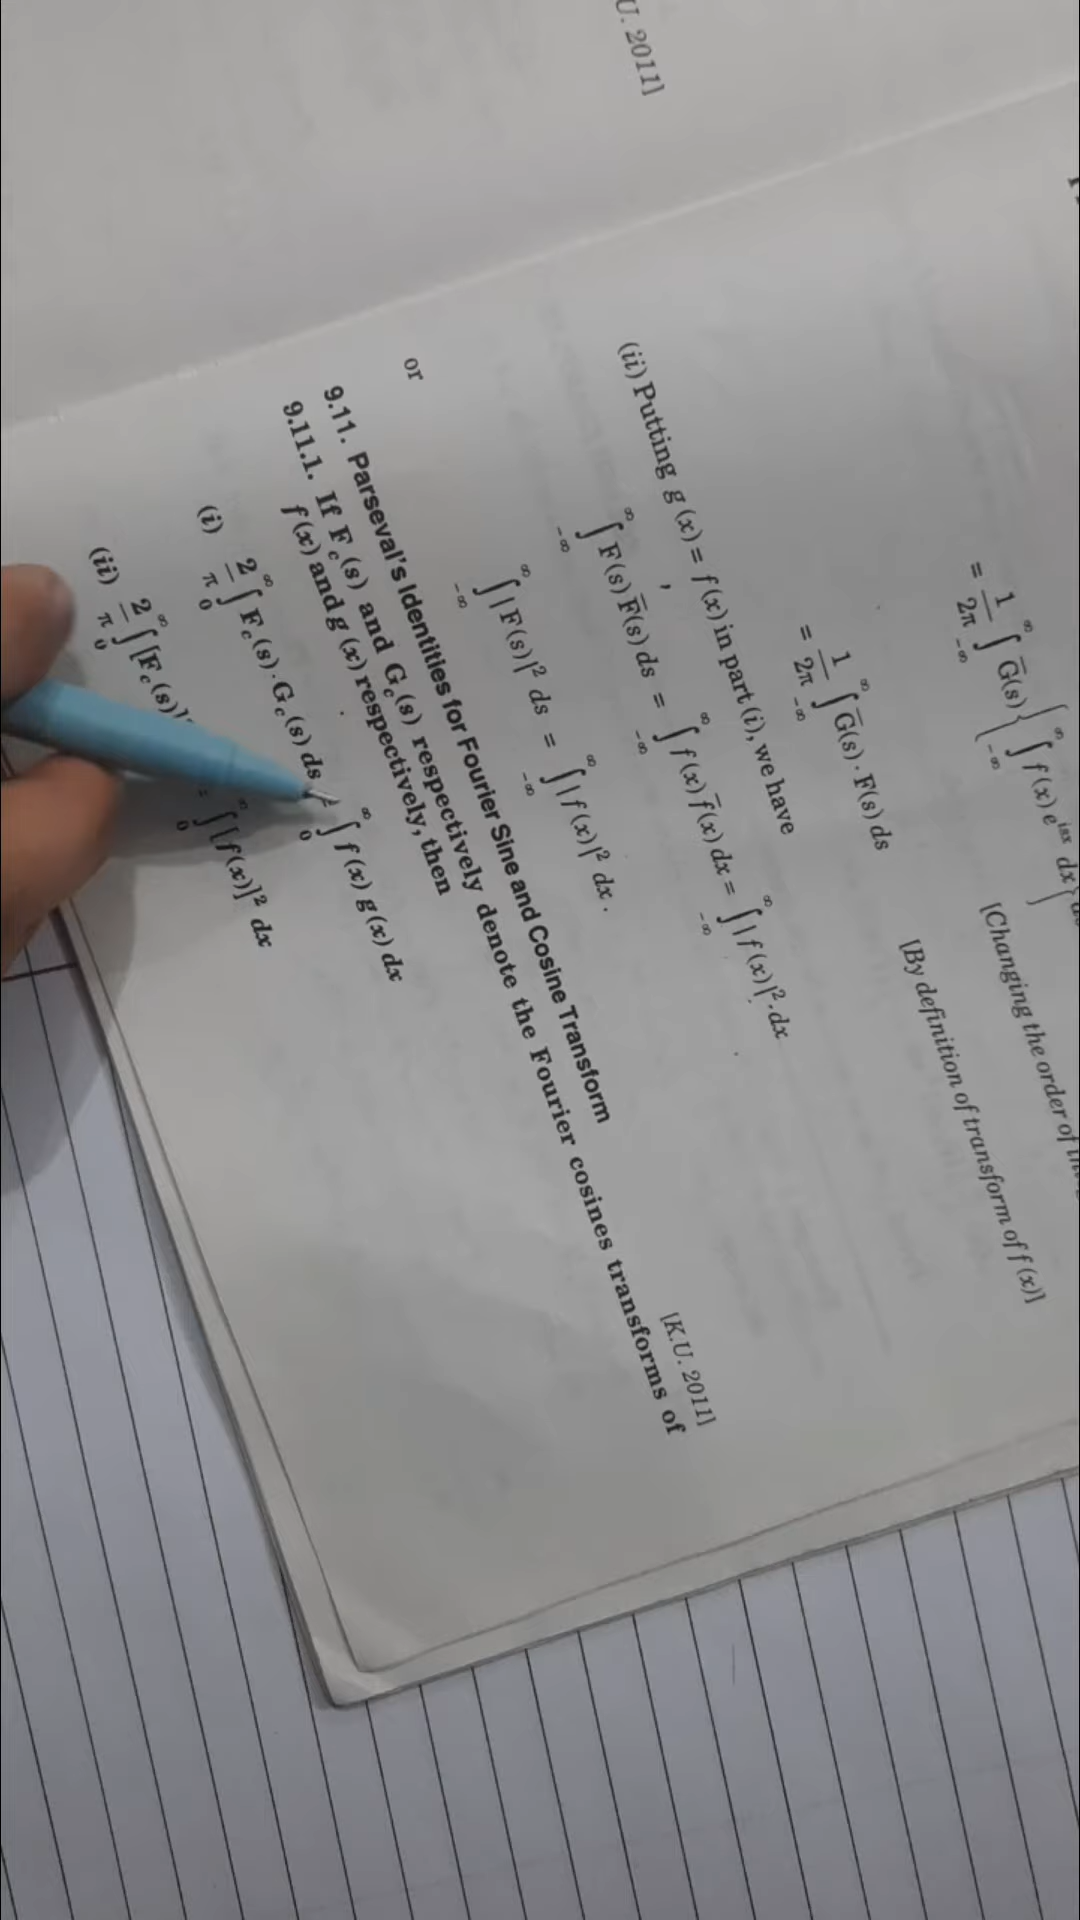 U. 2011]
= 1/2π ∫_{-∞}^{∞} G̅(s) { ∫_{-∞}^{∞} f(x) e^{isx} dx }
[Changing the order of
= 1/2π ∫_{-∞}^{∞} G̅(s) . F(s) ds
[By definition of transform of f(x)]
(ii) Putting g(x) = f(x) in part (i), we have
∫_{-∞}^{∞} F(s) F̅(s) ds = ∫_{-∞}^{∞} f(x) f̅(x) dx = ∫_{-∞}^{∞} |f(x)|² . dx
or
∫_{-∞}^{∞} |F(s)|² ds = ∫_{-∞}^{∞} |f(x)|² dx .
[K.U. 2011]
9.11. Parseval's Identities for Fourier Sine and Cosine Transform
9.11.1. If F_c(s) and G_c(s) respectively denote the Fourier cosines transforms of
f(x) and g(x) respectively, then
(i) 2/π ∫_0^∞ F_c(s) . G_c(s) ds = ∫_0^∞ f(x) g(x) dx
(ii) 2/π ∫_0^∞ [F_c(s)] = ∫_0^∞ [f(x)]² dx